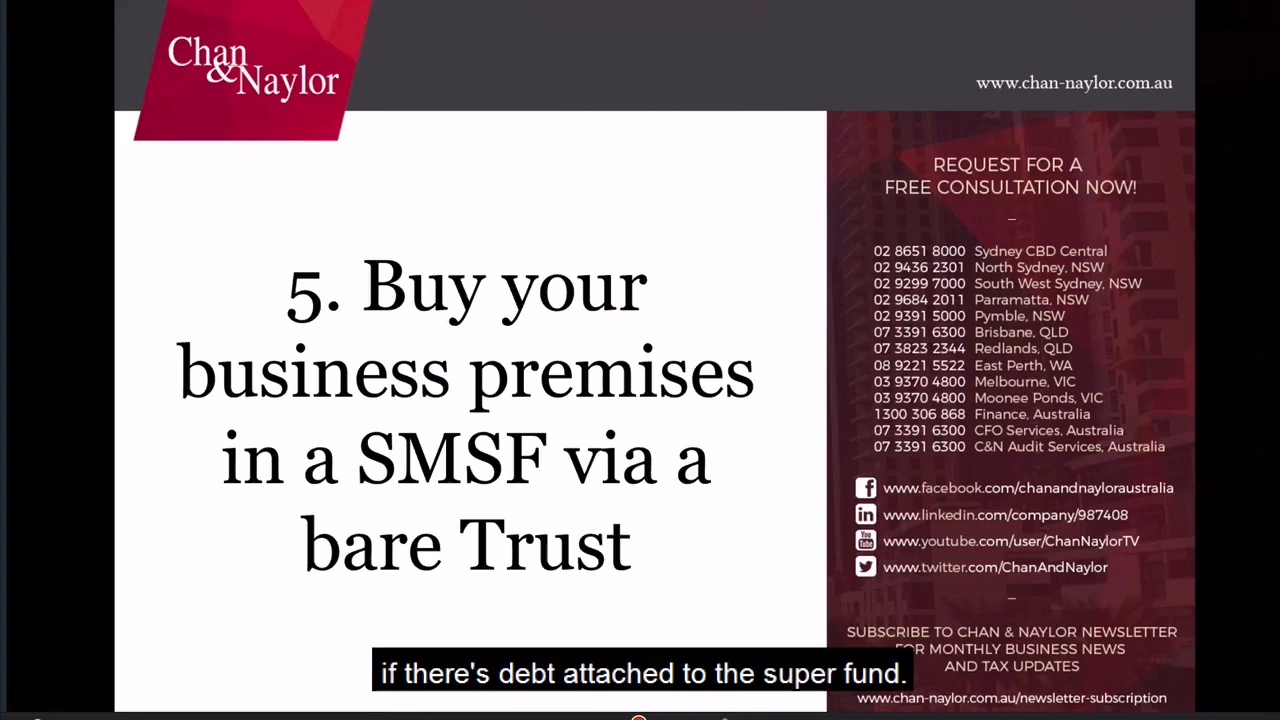 Chan
&Naylor
www.chan-naylor.com.au
5. Buy your
business premises
in a SMSF via a
bare Trust
REQUEST FOR A
FREE CONSULTATION NOW!
02 8651 8000 Sydney CBD Central
02 9436 2301 North Sydney, NSW
02 9299 7000 South West Sydney, NSW
02 9684 2011 Parramatta, NSW
02 9391 5000 Pymble, NSW
07 3391 6300 Brisbane, QLD
07 3823 2344 Redlands, QLD
08 9221 5522 East Perth, WA
03 9370 4800 Melbourne, VIC
03 9370 4800 Moonee Ponds, VIC
1300 306 868 Finance, Australia
07 3391 6300 CFO Services, Australia
07 3391 6300 C&N Audit Services, Australia
www.facebook.com/chanandnayloraustralia
www.linkedin.com/company/987408
You Tube www.youtube.com/user/ChanNaylorTV
www.twitter.com/ChanAndNaylor
SUBSCRIBE TO CHAN & NAYLOR NEWSLETTER
FOR MONTHLY BUSINESS NEWS
AND TAX UPDATES
www.chan-naylor.com.au/newsletter-subscription
if there's debt attached to the super fund.